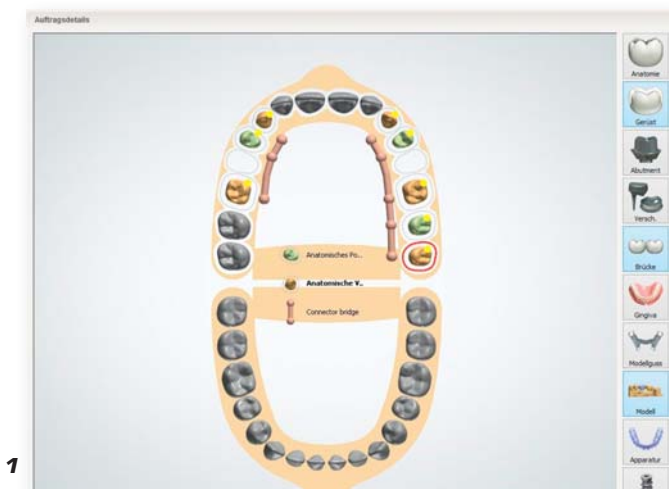 Auftragsdetails
Anatomie
Gerüst
Abutment
Versch.
Anatomisches Po...
Brücke
Anatomische V..
Connector bridge
Gingiva
Modellguss
Modell
Apparatur
1